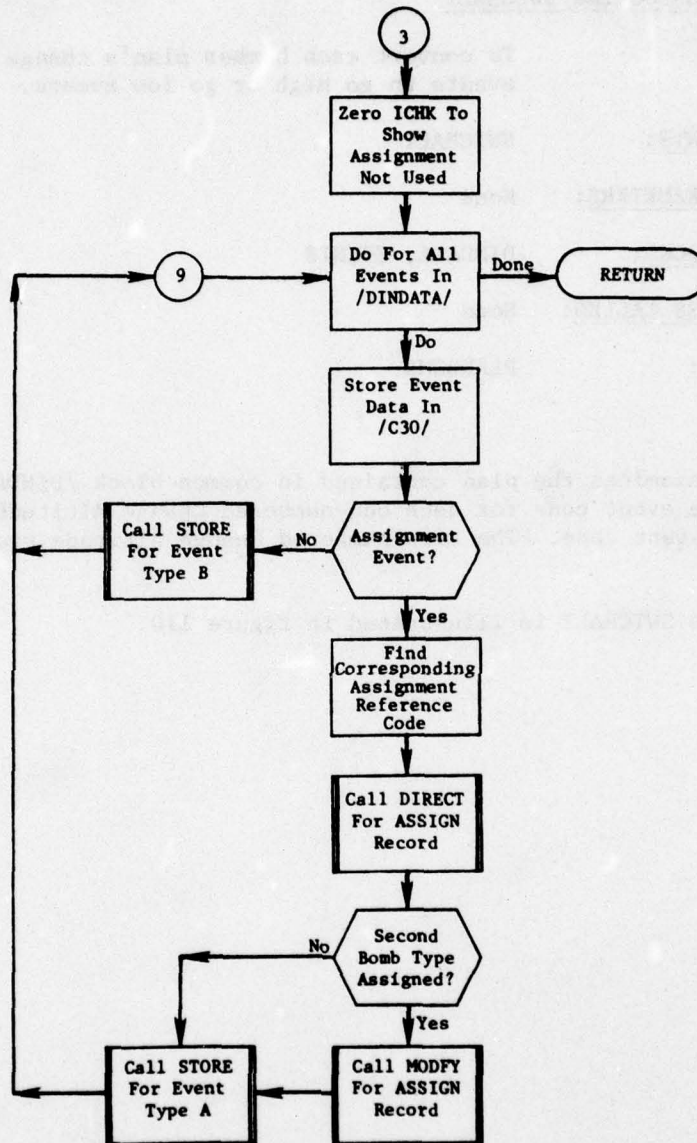 3
Zero ICHK To
Show
Assignment
Not Used
9
Do For All
Events In
/DINDATA/
Done
RETURN
Do
Store Event
Data In
/C30/
Call STORE
For Event
Type B
No
Assignment
Event?
Yes
Find
Corresponding
Assignment
Reference
Code
Call DIRECT
For ASSIGN
Record
No
Second
Bomb Type
Assigned?
Yes
Call STORE
For Event
Type A
Call MODFY
For ASSIGN
Record